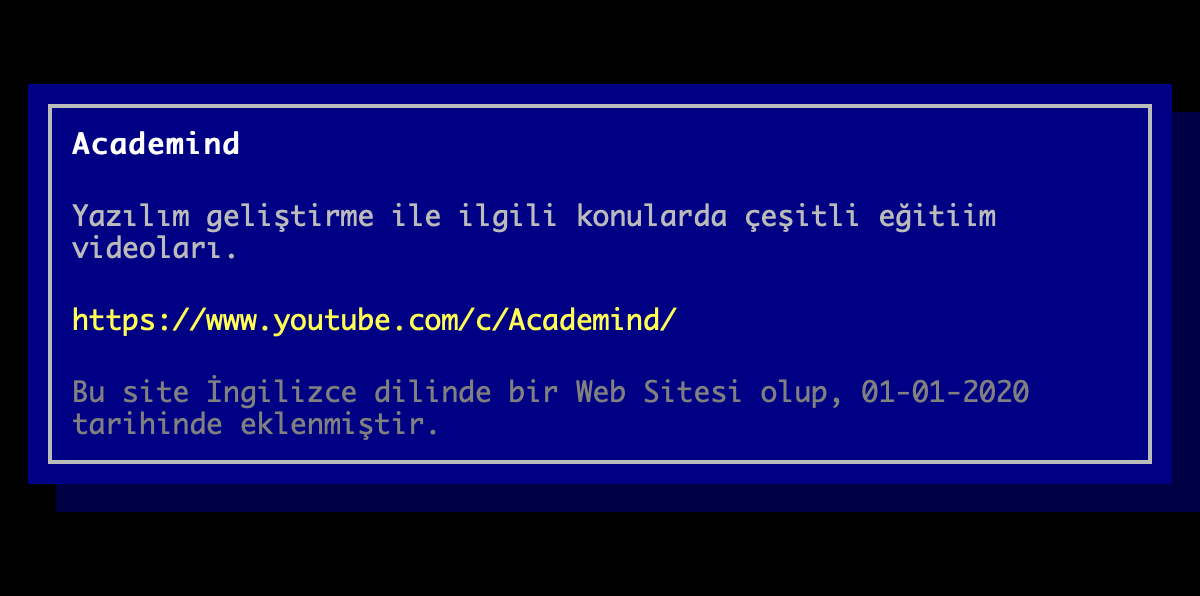 Academind
Yazılım geliştirme ile ilgili konularda çeşitli eğitiim
videoları.
https://www.youtube.com/c/Academind/
Bu site İngilizce dilinde bir Web Sitesi olup, 01-01-2020
tarihinde eklenmiştir.